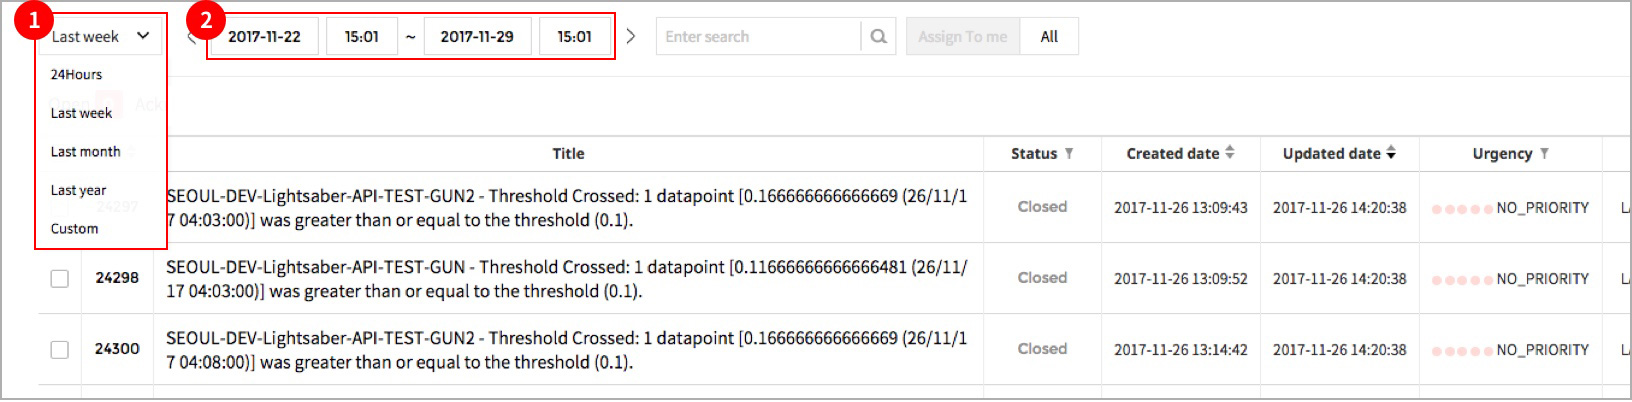 1
2
Last week
2017-11-22 15:01 ~ 2017-11-29 15:01
Enter search
Assign To me
All
24Hours
Last week
Last month
Last year
Custom
Title Status Created date Updated date Urgency
24297
SEOUL-DEV-Lightsaber-API-TEST-GUN2 - Threshold Crossed: 1 datapoint [0.166666666666669 (26/11/1
7 04:03:00)] was greater than or equal to the threshold (0.1).
Closed 2017-11-26 13:09:43 2017-11-26 14:20:38 NO_PRIORITY
24298
SEOUL-DEV-Lightsaber-API-TEST-GUN - Threshold Crossed: 1 datapoint [0.11666666666666481 (26/11/
17 04:03:00)] was greater than or equal to the threshold (0.1).
Closed 2017-11-26 13:09:52 2017-11-26 14:20:38 NO_PRIORITY
24300
SEOUL-DEV-Lightsaber-API-TEST-GUN2 - Threshold Crossed: 1 datapoint [0.166666666666669 (26/11/1
7 04:08:00)] was greater than or equal to the threshold (0.1).
Closed 2017-11-26 13:14:42 2017-11-26 14:20:38 NO_PRIORITY